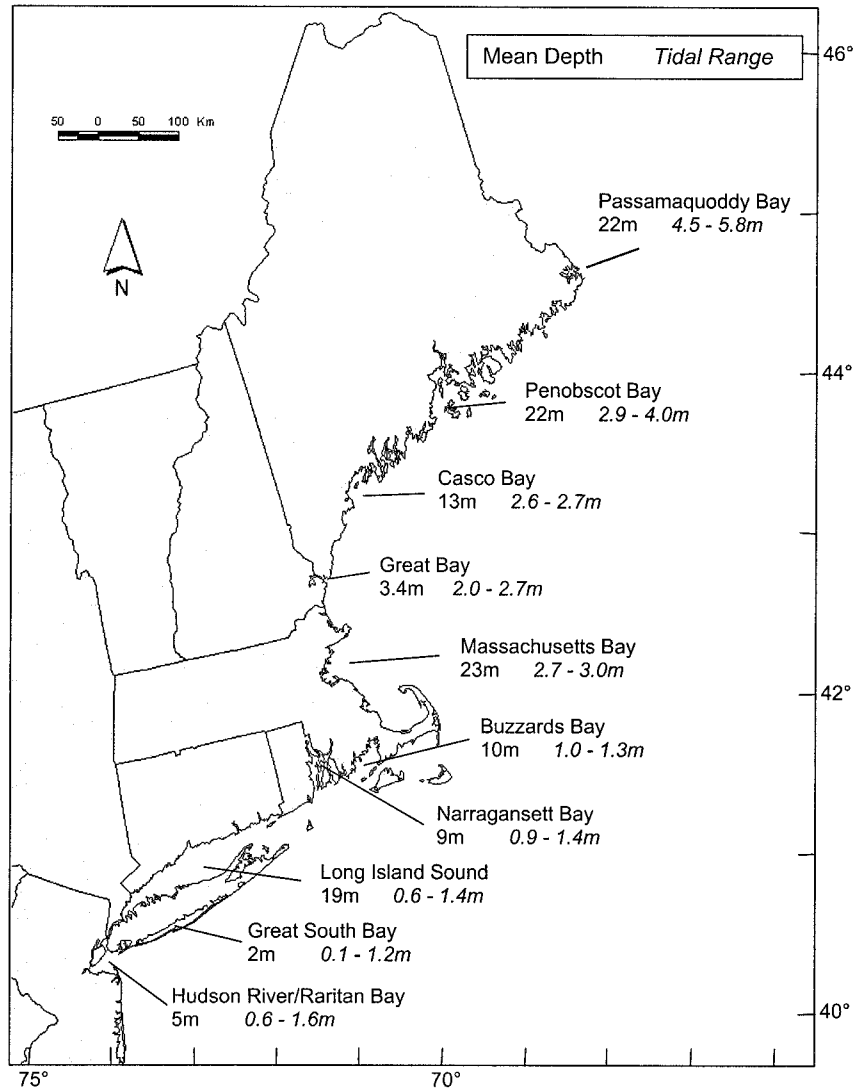 Mean Depth Tidal Range
46°
50 0 50 100 Km
N
Passamaquoddy Bay
22m 4.5 - 5.8m
44°
Penobscot Bay
22m 2.9 - 4.0m
Casco Bay
13m 2.6 - 2.7m
Great Bay
3.4m 2.0 - 2.7m
Massachusetts Bay
23m 2.7 - 3.0m
42°
Buzzards Bay
10m 1.0 - 1.3m
Narragansett Bay
9m 0.9 - 1.4m
Long Island Sound
19m 0.6 - 1.4m
Great South Bay
2m 0.1 - 1.2m
Hudson River/Raritan Bay
5m 0.6 - 1.6m
40°
75° 70°